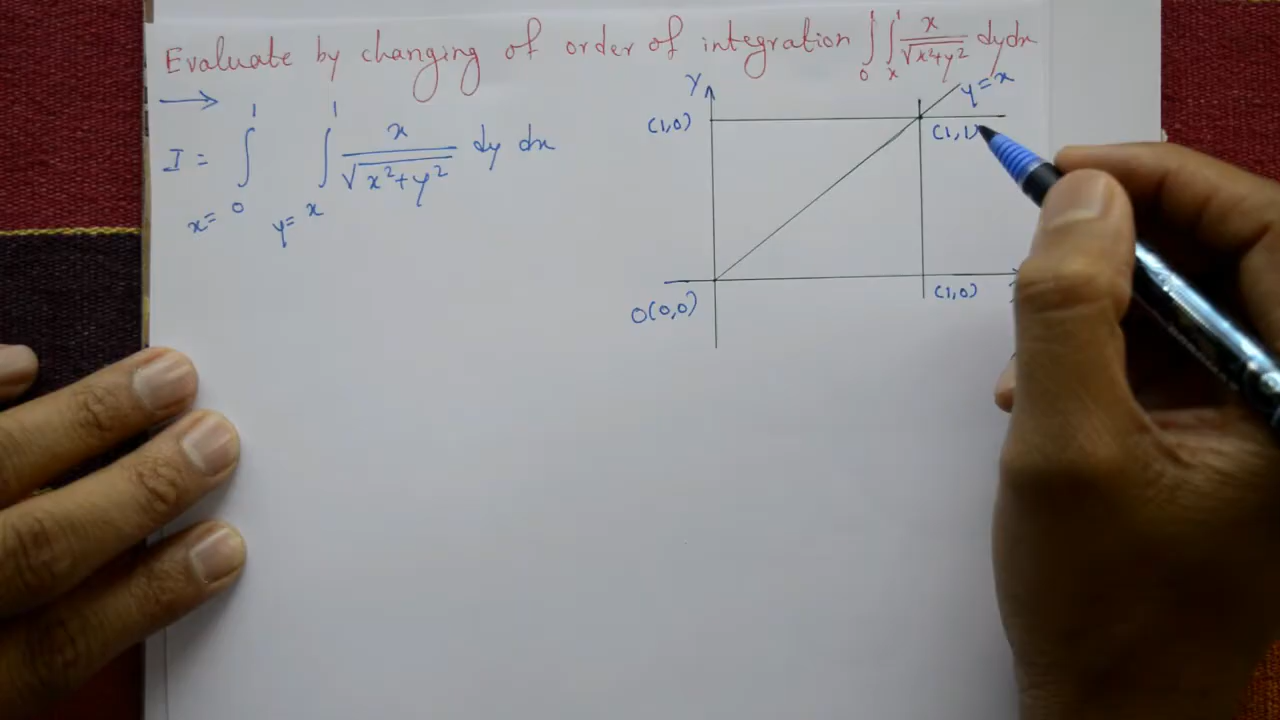 Evaluate by changing of order of integration ∫₀¹ ∫ₓ¹ x/√(x²+y²) dy dx
→
I = ∫_{x=0}^{1} ∫_{y=x}^{1} x/√(x²+y²) dy dx
Y
y=x
(1,0)
(1,1)
O(0,0)
(1,0)